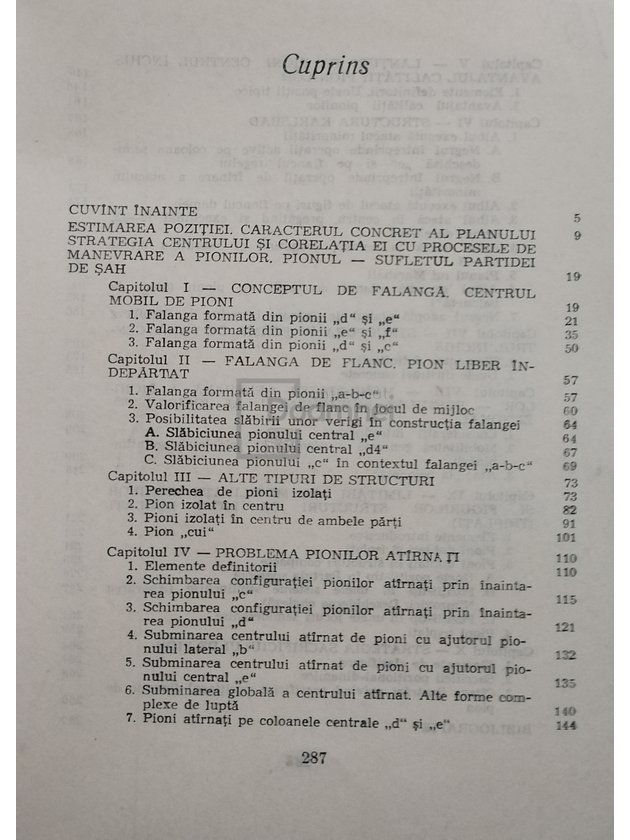 Cuprins
CUVÎNT ÎNAINTE 5
ESTIMAREA POZIȚIEI. CARACTERUL CONCRET AL PLANULUI 9
STRATEGIA CENTRULUI ȘI CORELAȚIA EI CU PROCESELE DE
MANEVRARE A PIONILOR. PIONUL — SUFLETUL PARTIDEI
DE ȘAH 19
Capitolul I — CONCEPTUL DE FALANGĂ. CENTRUL
MOBIL DE PIONI 19
1. Falanga formată din pionii „d“ și „e“ 21
2. Falanga formată din pionii „e“ și „f“ 35
3. Falanga formată din pionii „d“ și „c“ 50
Capitolul II — FALANGA DE FLANC. PION LIBER ÎN-
DEPĂRTAT 57
1. Falanga formată din pionii „a-b-c“ 57
2. Valorificarea falangei de flanc în jocul de mijloc 60
3. Posibilitatea slăbirii unor verigi în construcția falangei 64
A. Slăbiciunea pionului central „e“ 64
B. Slăbiciunea pionului central „d4“ 67
C. Slăbiciunea pionului „c“ în contextul falangei „a-b-c“ 69
Capitolul III — ALTE TIPURI DE STRUCTURI 73
1. Perechea de pioni izolați 73
2. Pion izolat în centru 82
3. Pioni izolați în centru de ambele părți 91
4. Pion „cui“ 101
Capitolul IV — PROBLEMA PIONILOR ATÎRNAȚI 110
1. Elemente definitorii 110
2. Schimbarea configurației pionilor atîrnați prin înainta-
rea pionului „c“ 115
3. Schimbarea configurației pionilor atîrnați prin înainta-
rea pionului „d“ 121
4. Subminarea centrului atîrnat de pioni cu ajutorul pio-
nului lateral „b“ 132
5. Subminarea centrului atîrnat de pioni cu ajutorul pio-
nului central „e“ 135
6. Subminarea globală a centrului atîrnat. Alte forme com-
plexe de luptă 140
7. Pioni atîrnați pe coloanele centrale „d“ și „e“ 144
287